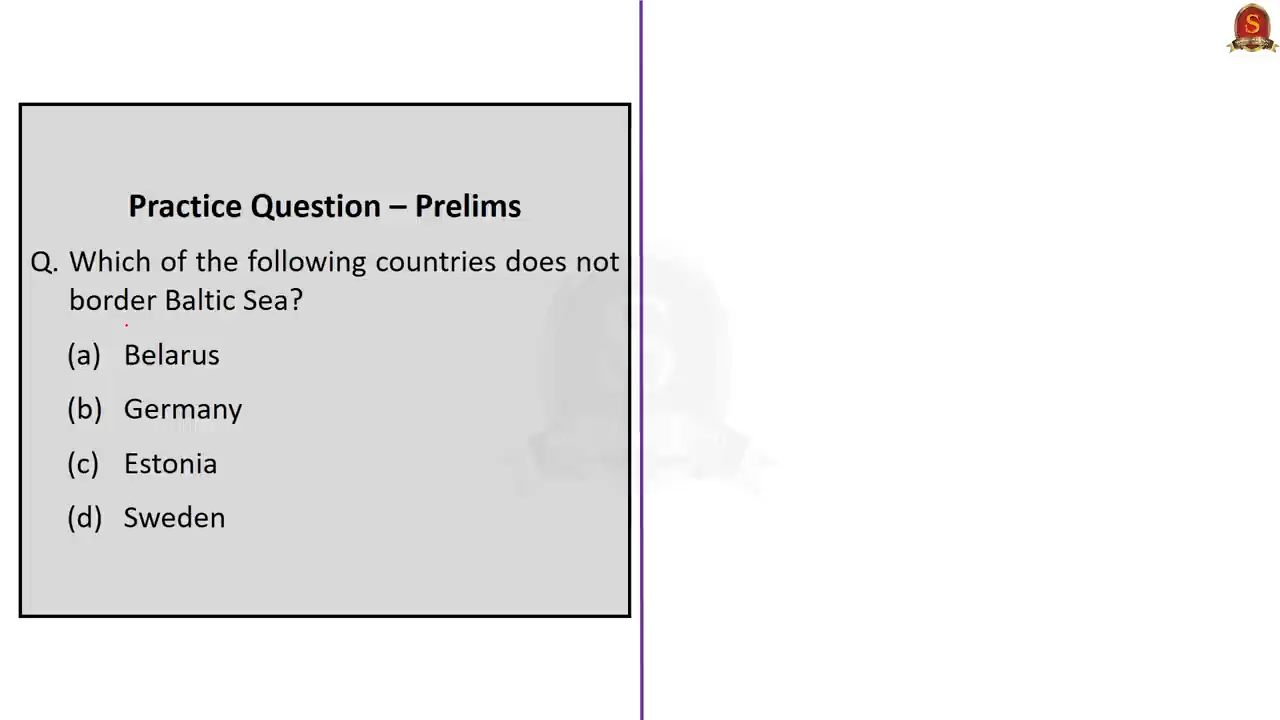 S
Practice Question – Prelims
Q. Which of the following countries does not
border Baltic Sea?
(a) Belarus
(b) Germany
(c) Estonia
(d) Sweden